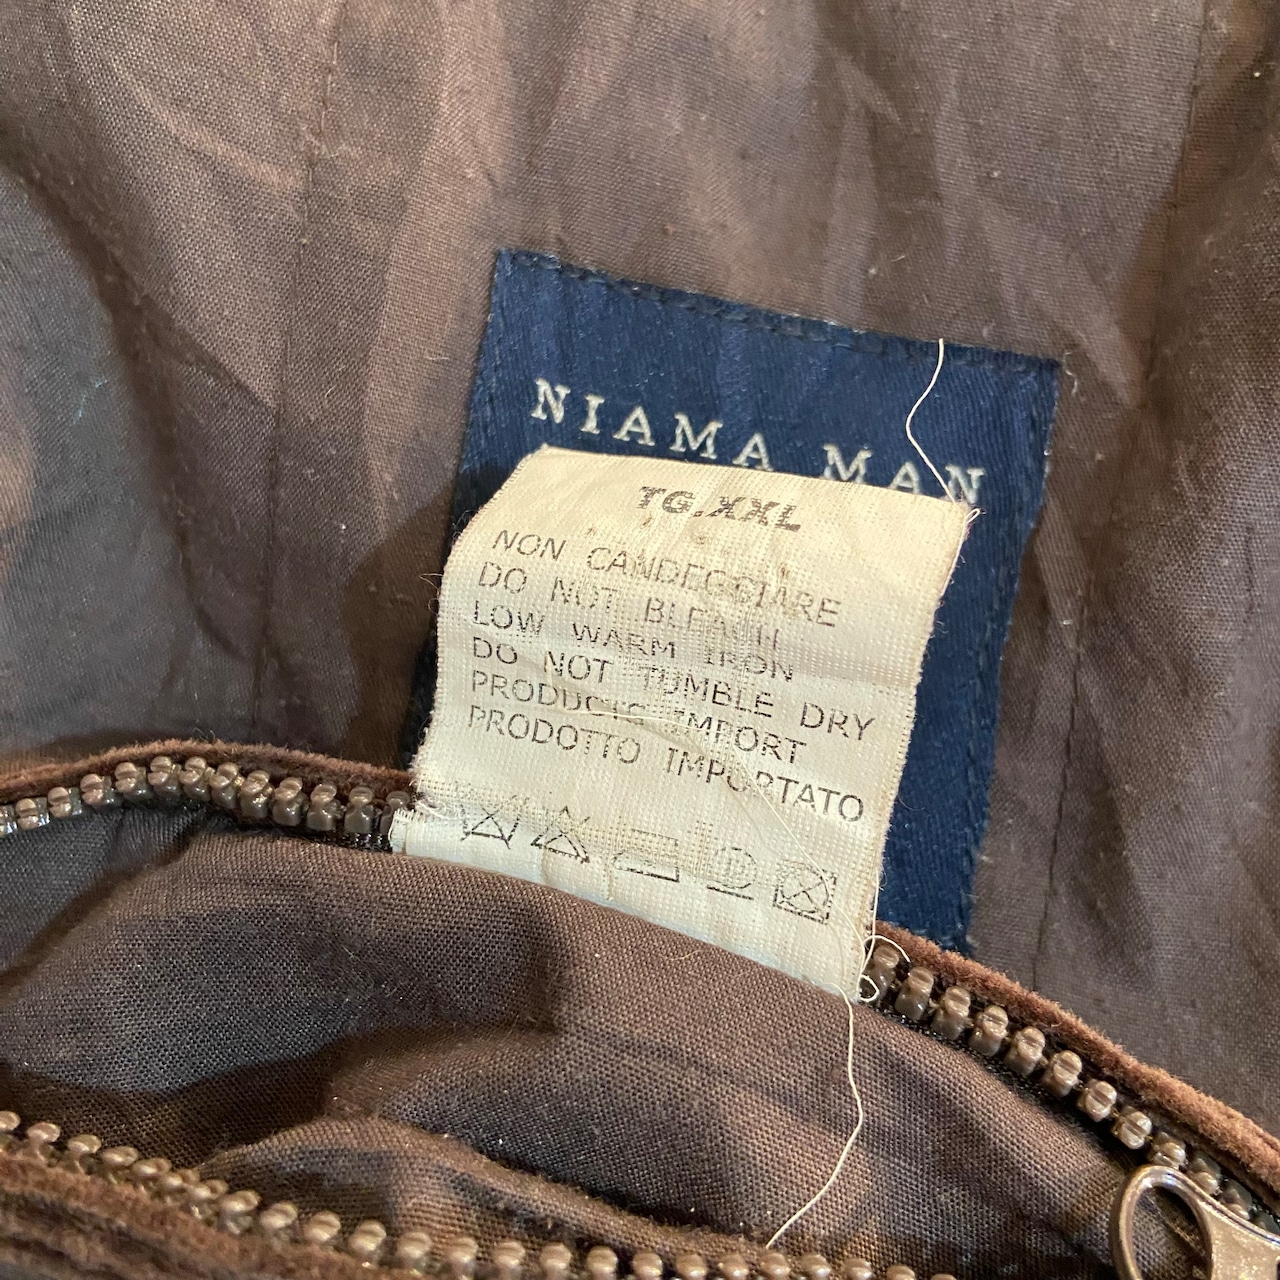 NIAMA MAN
TG.XXL
NON CANDEGGIARE
DO NOT BLEACH
LOW WARM IRON
DO NOT TUMBLE DRY
PRODUCTS IMPORT
PRODOTTO IMPORTATO